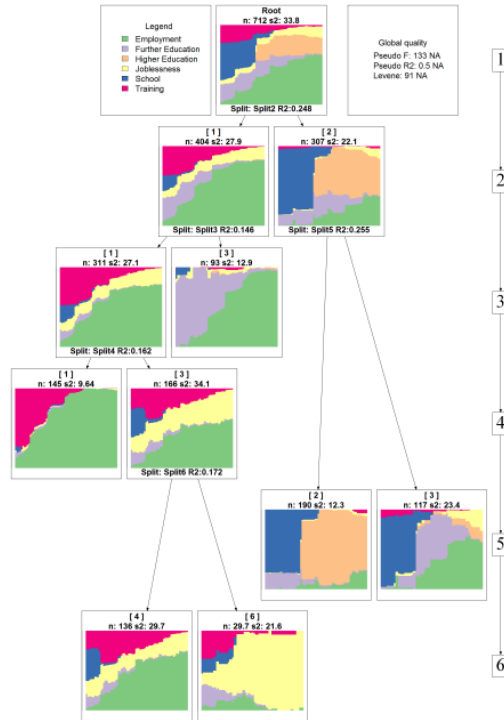 Legend
Employment
Further Education
Higher Education
Joblessness
School
Training
Root
n: 712 s2: 33.8
Split: Split2 R2:0.248
Global quality
Pseudo F: 133 NA
Pseudo R2: 0.5 NA
Levene: 91 NA
1
[ 1 ]
n: 404 s2: 27.9
Split: Split3 R2:0.146
[ 2 ]
n: 307 s2: 22.1
Split: Split5 R2:0.255
2
[ 1 ]
n: 311 s2: 27.1
Split: Split4 R2:0.162
[ 3 ]
n: 93 s2: 12.9
3
[ 1 ]
n: 145 s2: 9.64
[ 3 ]
n: 166 s2: 34.1
Split: Split6 R2:0.172
4
[ 2 ]
n: 190 s2: 12.3
[ 3 ]
n: 117 s2: 23.4
5
[ 4 ]
n: 136 s2: 29.7
[ 6 ]
n: 29.7 s2: 21.6
6